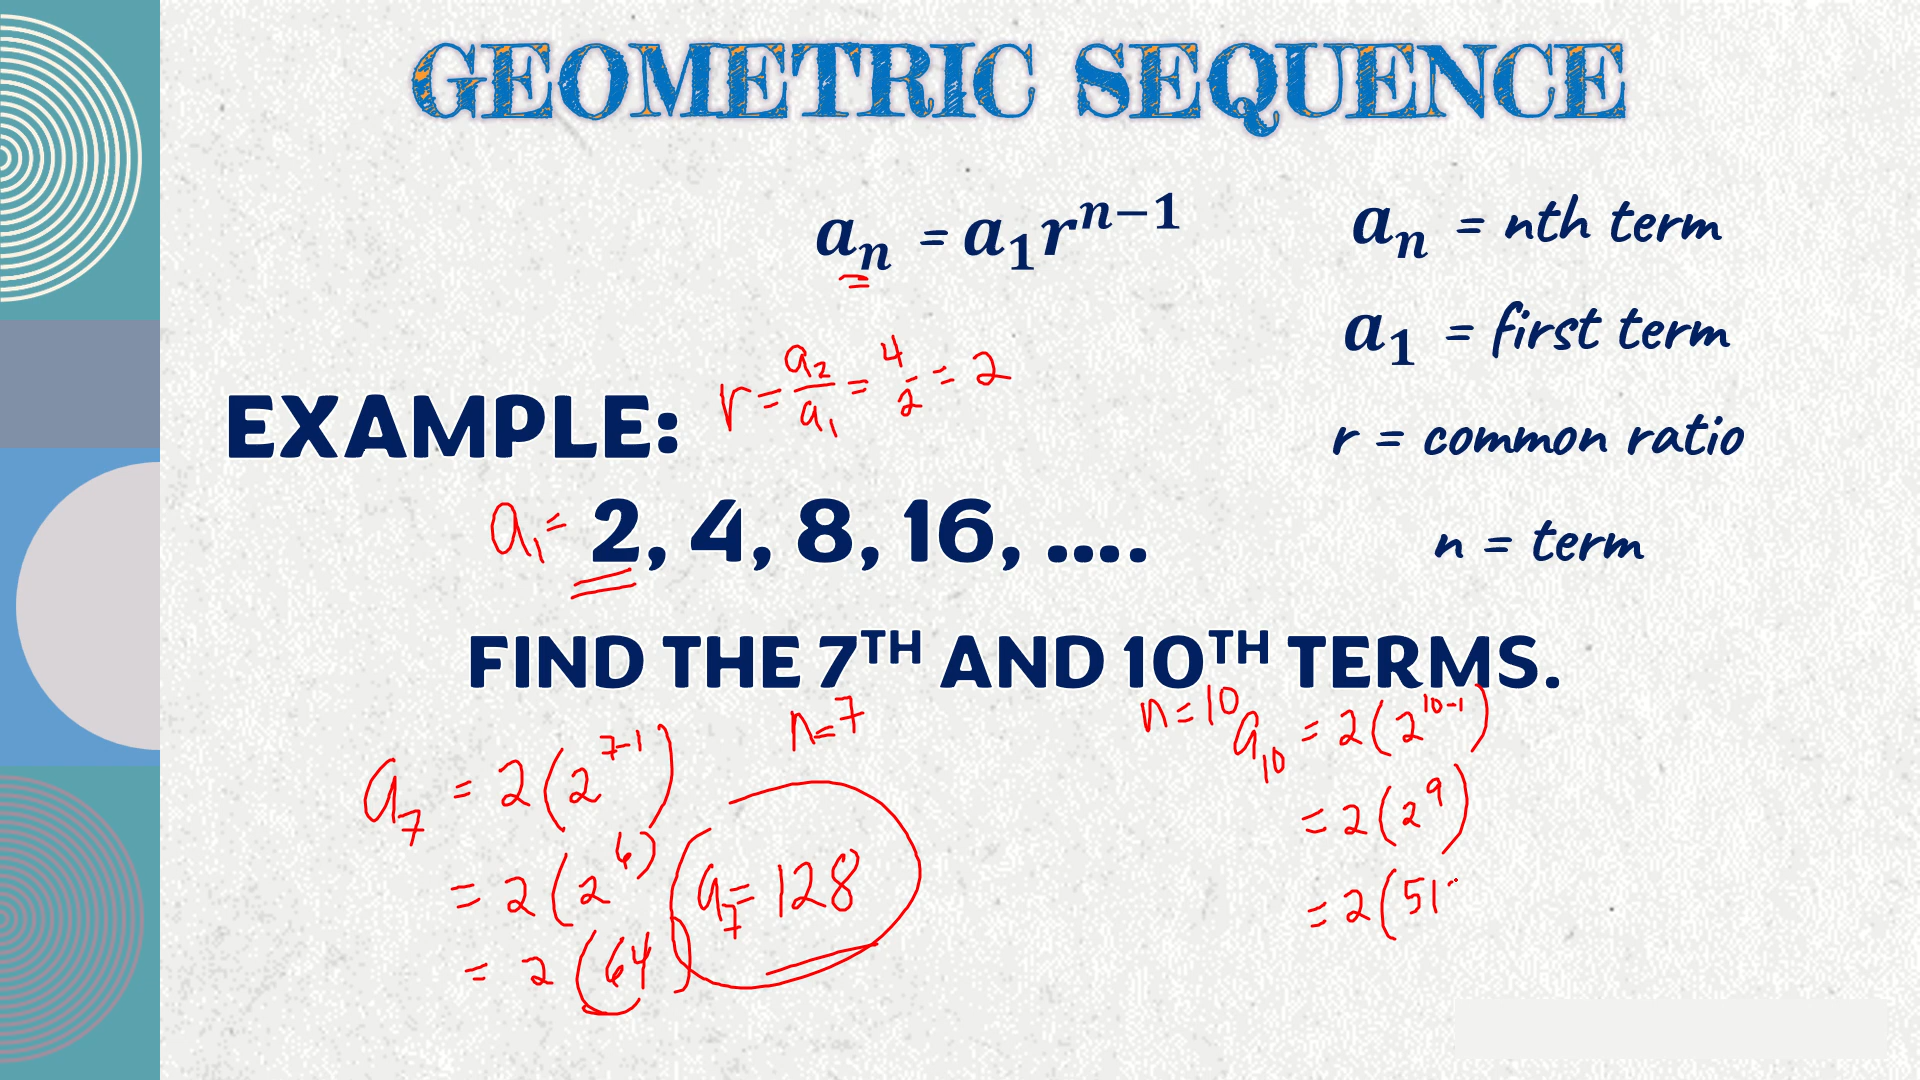 GEOMETRIC SEQUENCE
aₙ = a₁rⁿ⁻¹
aₙ = nth term
a₁ = first term
r = common ratio
n = term
r = a₂/a₁ = 4/2 = 2
EXAMPLE:
a₁ = 2, 4, 8, 16, ....
FIND THE 7TH AND 10TH TERMS.
n=7
a₇ = 2(2⁷⁻¹)
= 2(2⁶)
= 2(64)
a₇ = 128
n=10
a₁₀ = 2(2¹⁰⁻¹)
= 2(2⁹)
= 2(51